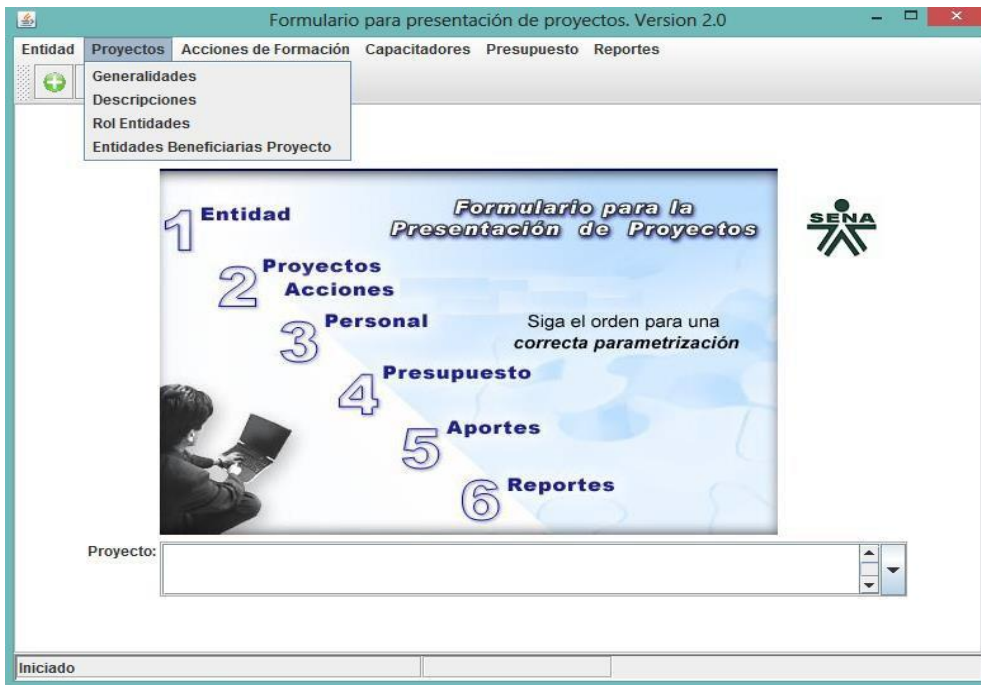 Formulario para presentación de proyectos. Version 2.0
Entidad Proyectos Acciones de Formación Capacitadores Presupuesto Reportes
Generalidades
Descripciones
Rol Entidades
Entidades Beneficiarias Proyecto
Formulario para la
Presentación de Proyectos
1 Entidad
2 Proyectos
Acciones
3 Personal
4 Presupuesto
5 Aportes
6 Reportes
Siga el orden para una
correcta parametrización
SENA
Proyecto:
Iniciado